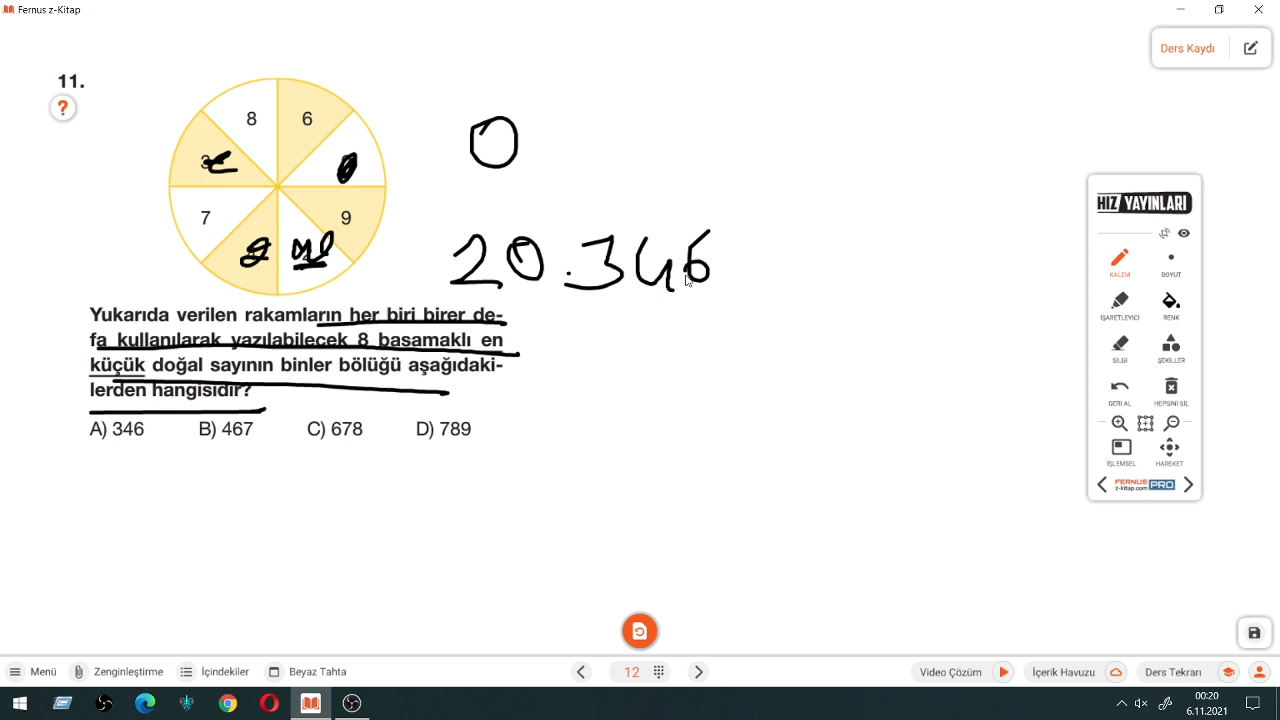 Fernus z-Kitap
Ders Kaydı
11.
?
8 6
7 9
0
20.346
Yukarıda verilen rakamların her biri birer de-
fa kullanılarak yazılabilecek 8 basamaklı en
küçük doğal sayının binler bölüğü aşağıdaki-
lerden hangisidir?
A) 346 B) 467 C) 678 D) 789
HIZ YAYINLARI
KALEM BOYUT
İŞARETLEYİCİ RENK
SİLGİ ŞEKİLLER
GERİ AL HEPSİNİ SİL
İŞLEMSEL HAREKET
FERNUS z-kitap.com PRO
Menü Zenginleştirme İçindekiler Beyaz Tahta 12 Video Çözüm İçerik Havuzu Ders Tekrarı
00:20
6.11.2021